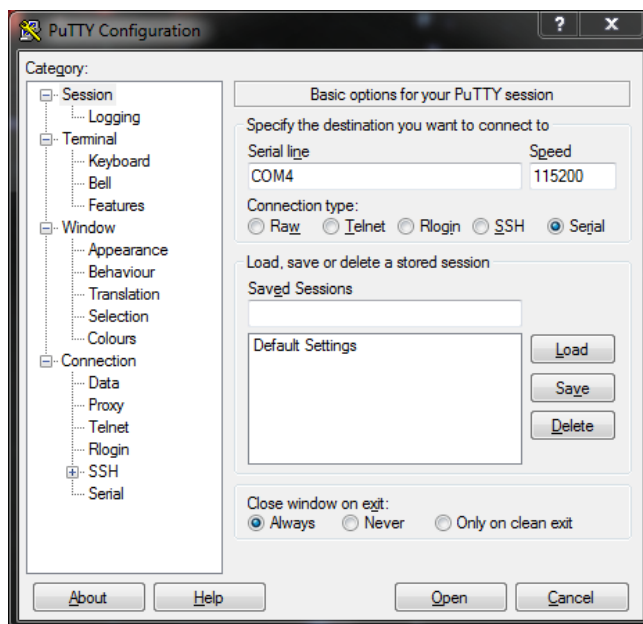 PuTTY Configuration
Category:
Session
Logging
Terminal
Keyboard
Bell
Features
Window
Appearance
Behaviour
Translation
Selection
Colours
Connection
Data
Proxy
Telnet
Rlogin
SSH
Serial
Basic options for your PuTTY session
Specify the destination you want to connect to
Serial line Speed
COM4 115200
Connection type:
Raw Telnet Rlogin SSH Serial
Load, save or delete a stored session
Saved Sessions
Default Settings
Load
Save
Delete
Close window on exit:
Always Never Only on clean exit
About Help Open Cancel